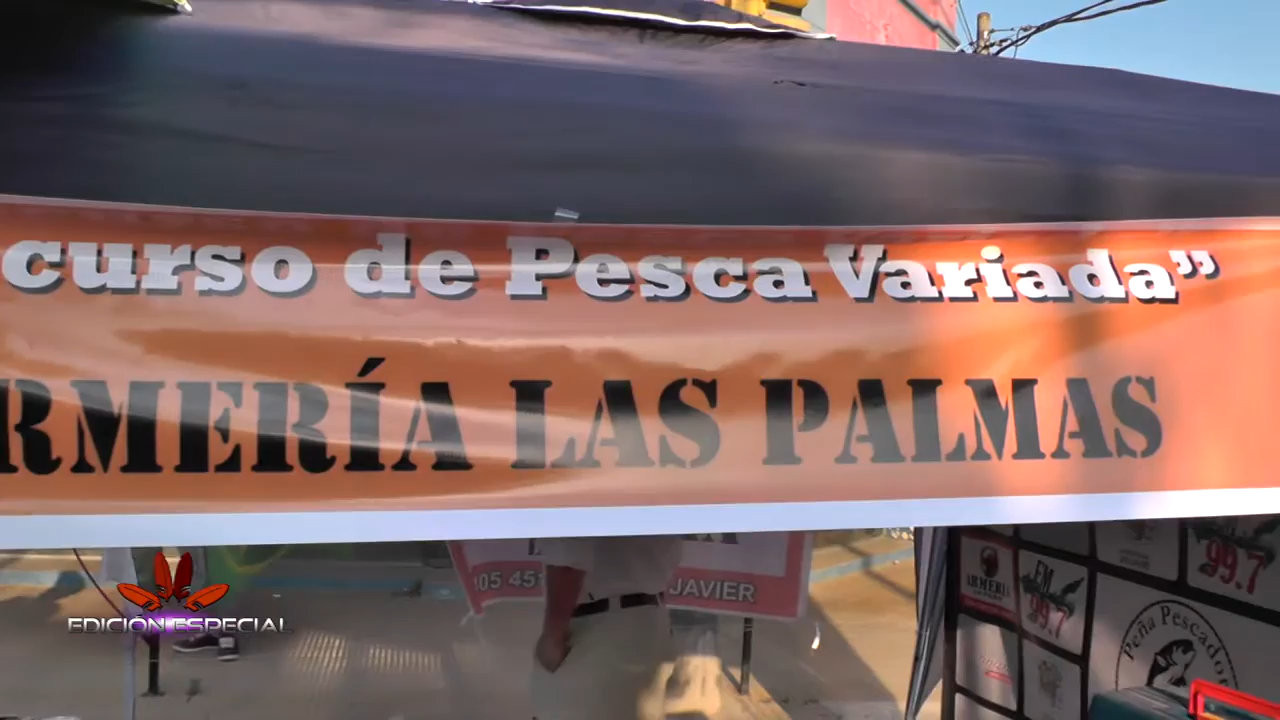 curso de Pesca Variada”
RMERÍA LAS PALMAS
05 451
JAVIER
ARMERIA
FM
99.7
99.7
Peña Pescador
EDICIÓN ESPECIAL